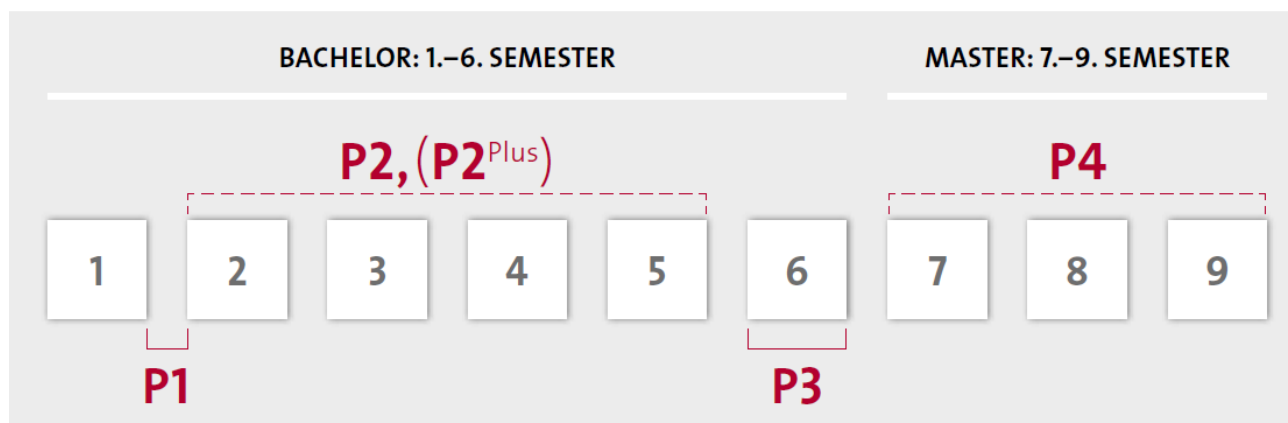 BACHELOR: 1.–6. SEMESTER
MASTER: 7.–9. SEMESTER
P2, (P2Plus)
P4
1 2 3 4 5 6 7 8 9
P1
P3